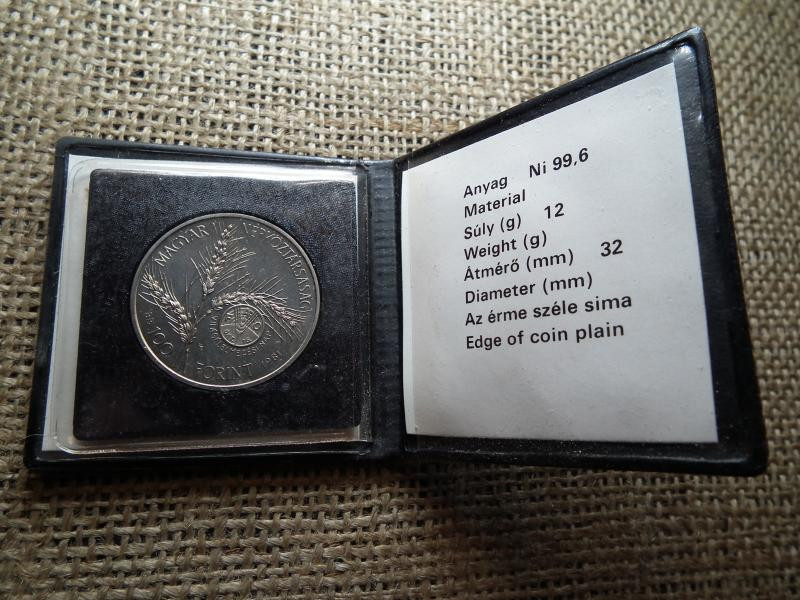 MAGYAR NÉPKÖZTÁRSASÁG
BP.
100
FORINT 1981
Anyag Ni 99,6
Material
Súly (g) 12
Weight (g)
Átmérő (mm) 32
Diameter (mm)
Az érme széle sima
Edge of coin plain